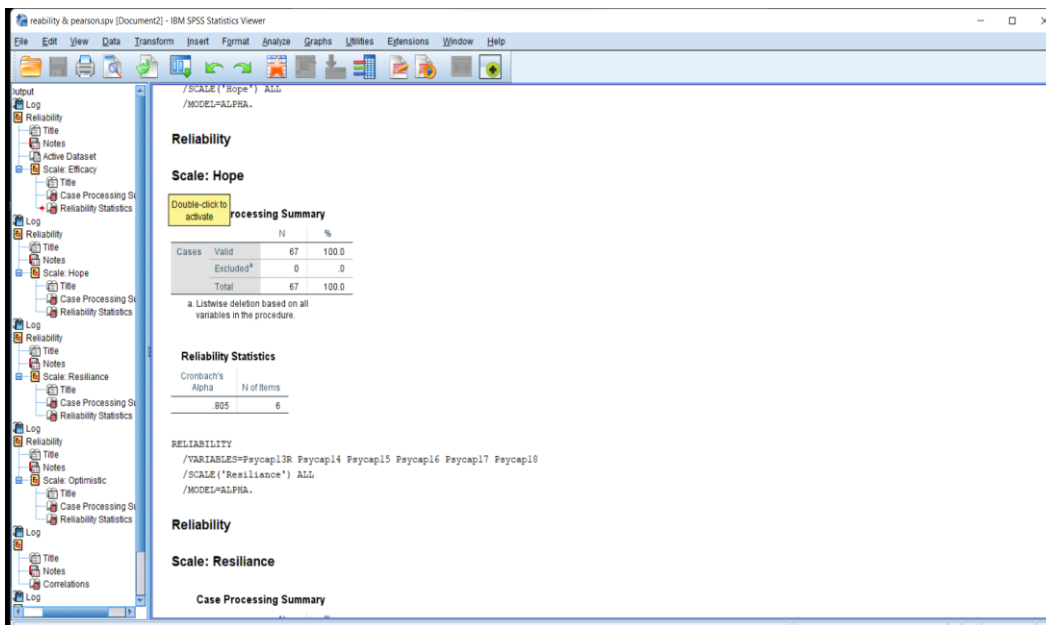 reability & pearson.spv [Document2] - IBM SPSS Statistics Viewer
File Edit View Data Transform Insert Format Analyze Graphs Utilities Extensions Window Help
Log
Reliability
Title
Notes
Active Dataset
Scale: Efficacy
Title
Case Processing
Reliability Statistics
Log
Reliability
Title
Notes
Scale: Hope
Title
Case Processing
Reliability Statistics
Log
Reliability
Title
Notes
Scale: Resiliance
Title
Case Processing
Reliability Statistics
Log
Reliability
Title
Notes
Scale: Optimistic
Title
Case Processing
Reliability Statistics
Log
Title
Notes
Correlations
Log
/SCALE('Hope') ALL
/MODEL=ALPHA.
Reliability
Scale: Hope
Double-click to
activate
rocessing Summary
N %
Cases Valid 67 100.0
Excludedª 0 .0
Total 67 100.0
a. Listwise deletion based on all
variables in the procedure.
Reliability Statistics
Cronbach's
Alpha N of Items
.805 6
RELIABILITY
/VARIABLES=Psycap13R Psycap14 Psycap15 Psycap16 Psycap17 Psycap18
/SCALE('Resiliance') ALL
/MODEL=ALPHA.
Reliability
Scale: Resiliance
Case Processing Summary